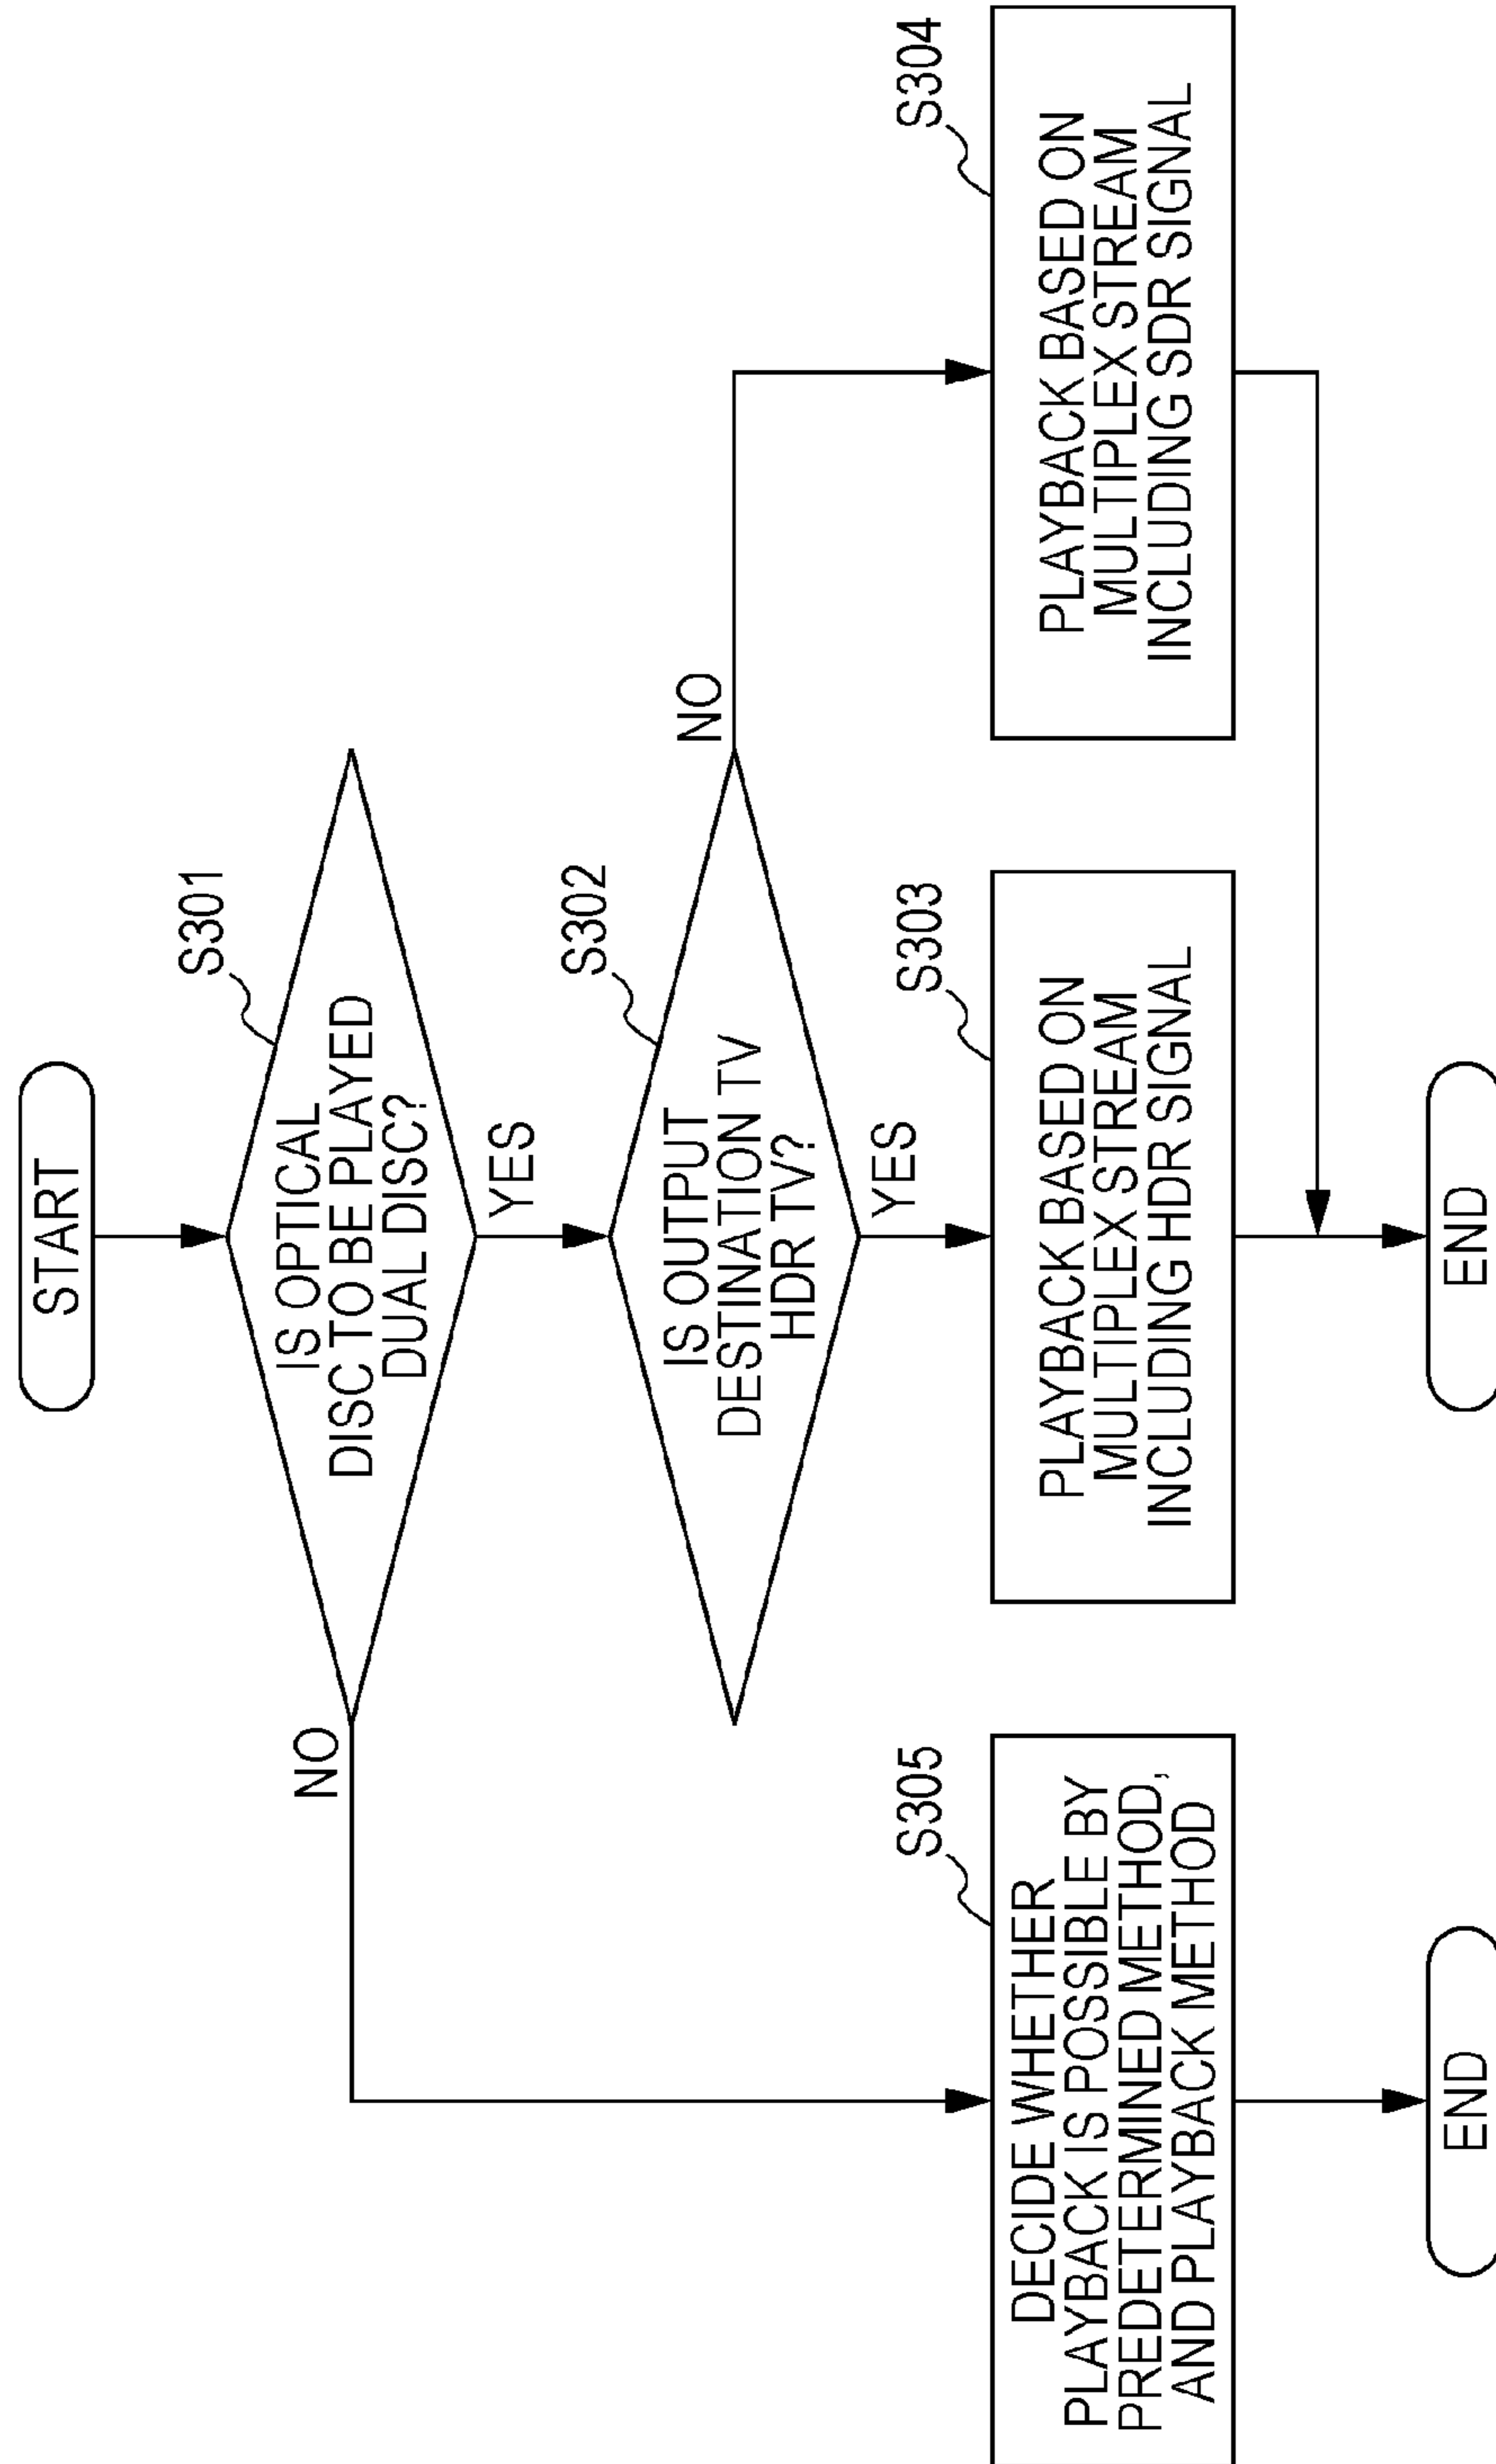 START
S301
IS OPTICAL
DISC TO BE PLAYED
DUAL DISC?
NO
YES
S302
IS OUTPUT
DESTINATION TV
HDR TV?
NO
YES
S305
DECIDE WHETHER
PLAYBACK IS POSSIBLE BY
PREDETERMINED METHOD,
AND PLAYBACK METHOD
S303
PLAYBACK BASED ON
MULTIPLEX STREAM
INCLUDING HDR SIGNAL
S304
PLAYBACK BASED ON
MULTIPLEX STREAM
INCLUDING SDR SIGNAL
END
END